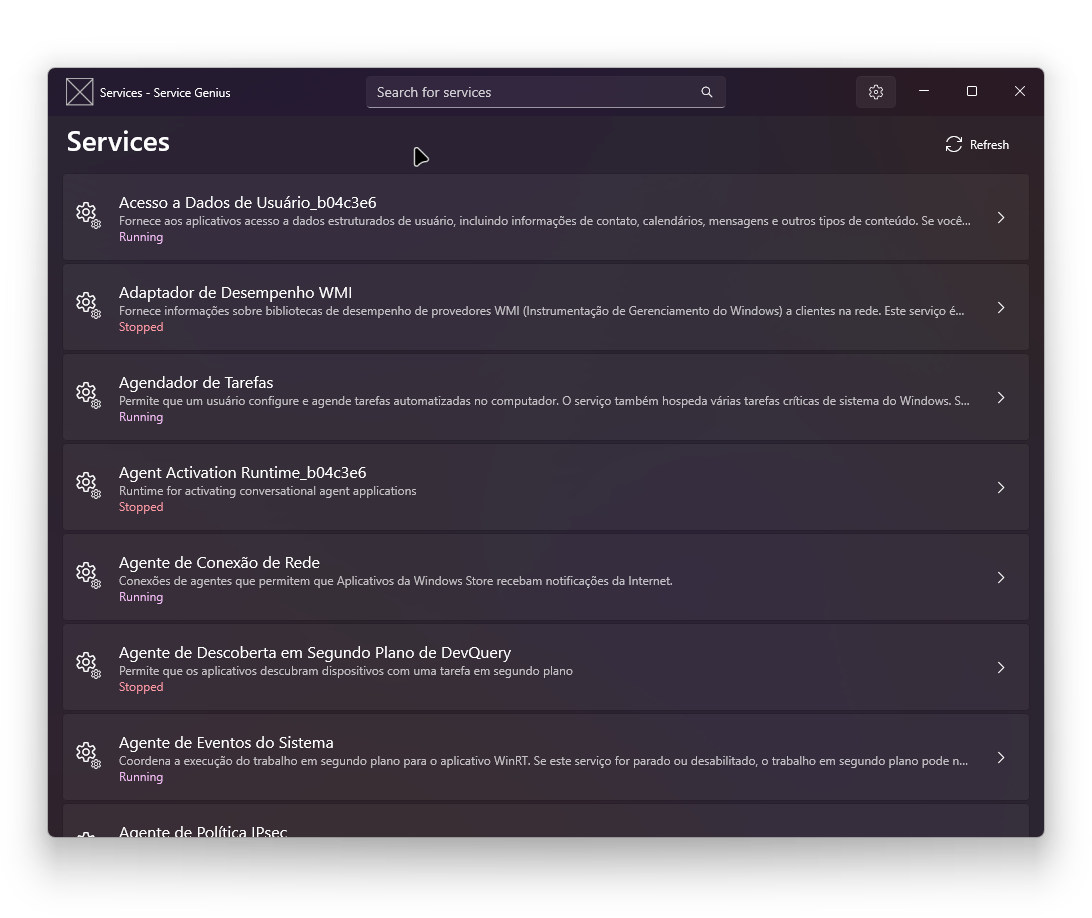 Services - Service Genius
Search for services
Services
Refresh
Acesso a Dados de Usuário_b04c3e6
Fornece aos aplicativos acesso a dados estruturados de usuário, incluindo informações de contato, calendários, mensagens e outros tipos de conteúdo. Se você...
Running
Adaptador de Desempenho WMI
Fornece informações sobre bibliotecas de desempenho de provedores WMI (Instrumentação de Gerenciamento do Windows) a clientes na rede. Este serviço é...
Stopped
Agendador de Tarefas
Permite que um usuário configure e agende tarefas automatizadas no computador. O serviço também hospeda várias tarefas críticas de sistema do Windows. S...
Running
Agent Activation Runtime_b04c3e6
Runtime for activating conversational agent applications
Stopped
Agente de Conexão de Rede
Conexões de agentes que permitem que Aplicativos da Windows Store recebam notificações da Internet.
Running
Agente de Descoberta em Segundo Plano de DevQuery
Permite que os aplicativos descubram dispositivos com uma tarefa em segundo plano
Stopped
Agente de Eventos do Sistema
Coordena a execução do trabalho em segundo plano para o aplicativo WinRT. Se este serviço for parado ou desabilitado, o trabalho em segundo plano pode n...
Running
Agente de Política IPsec